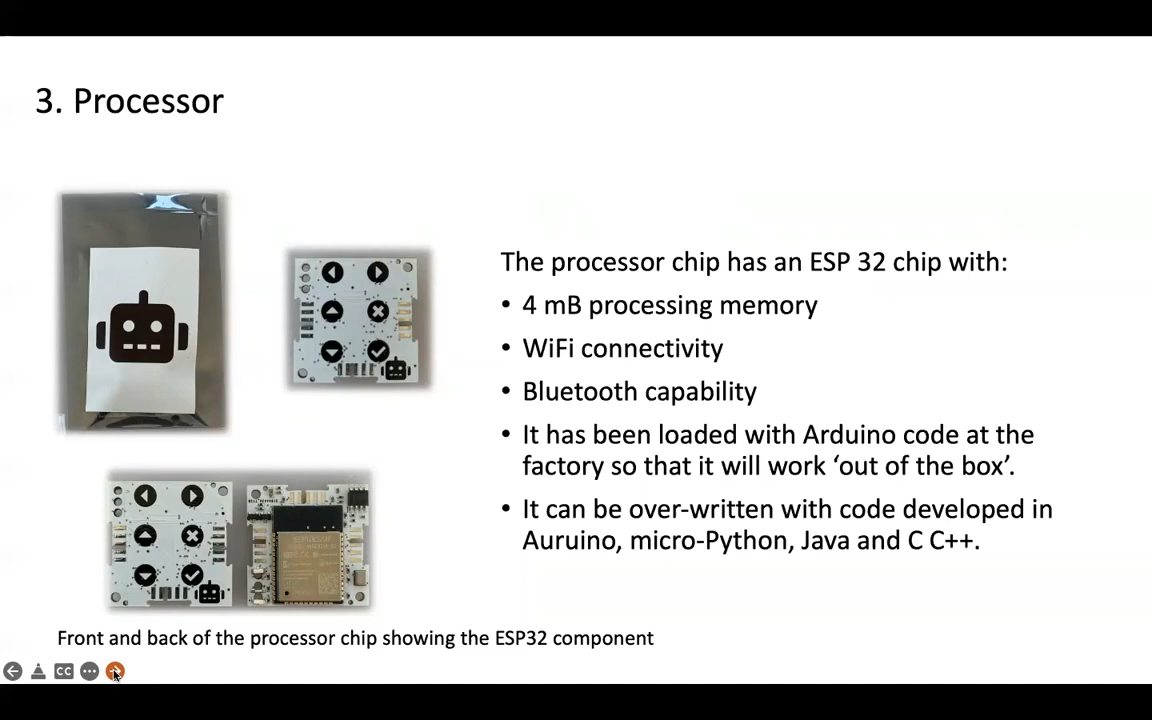 3. Processor
The processor chip has an ESP 32 chip with:
• 4 mB processing memory
• WiFi connectivity
• Bluetooth capability
• It has been loaded with Arduino code at the
factory so that it will work ‘out of the box’.
• It can be over-written with code developed in
Auruino, micro-Python, Java and C C++.
Front and back of the processor chip showing the ESP32 component
CC